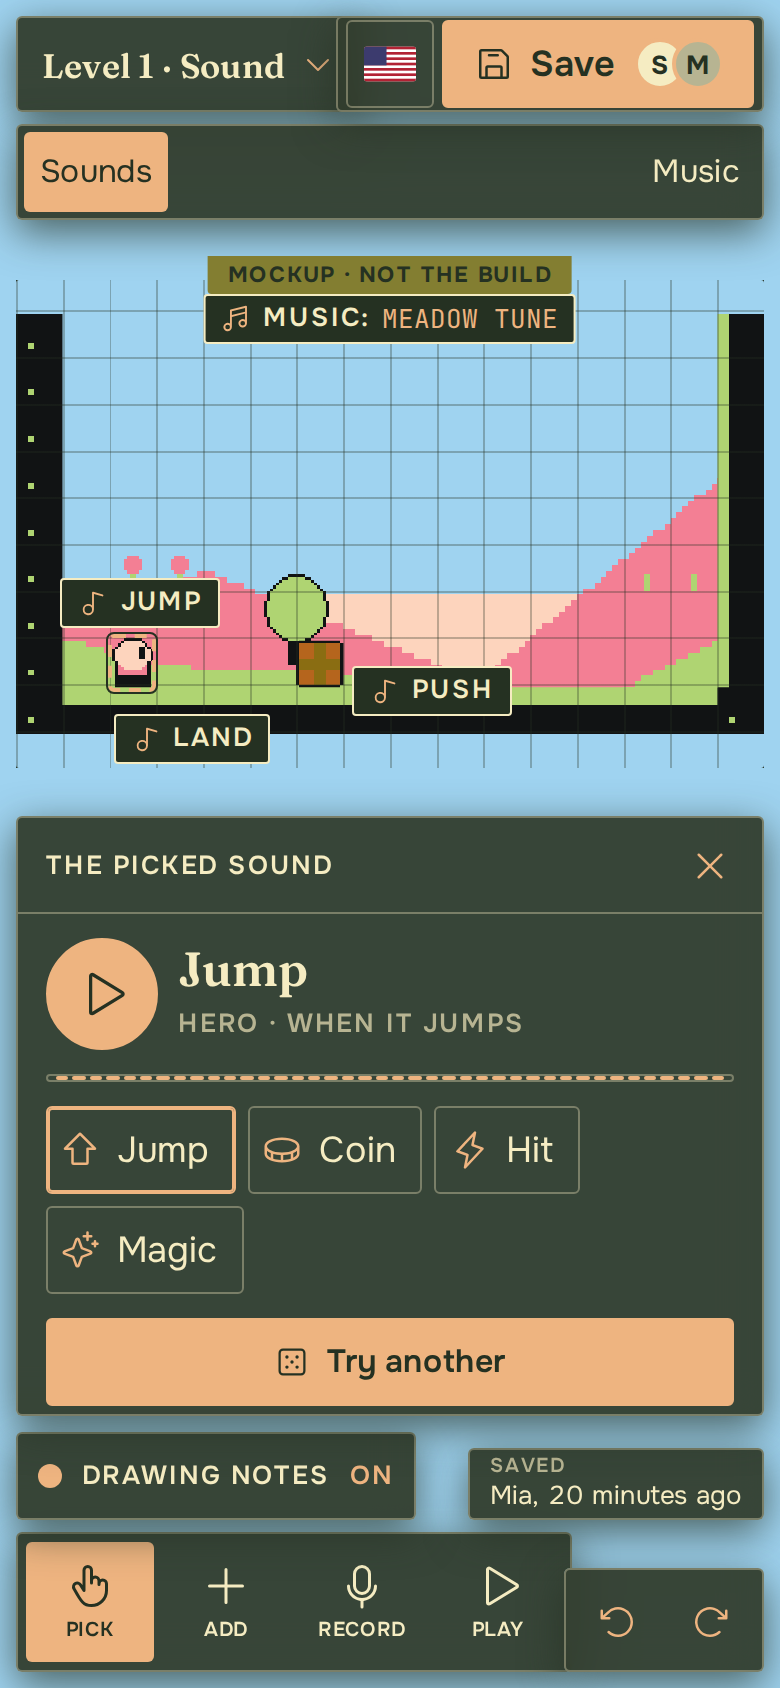 Level 1 · Sound
Save
S
M
Sounds
Music
MOCKUP · NOT THE BUILD
MUSIC: MEADOW TUNE
JUMP
PUSH
LAND
THE PICKED SOUND
Jump
HERO · WHEN IT JUMPS
Jump
Coin
Hit
Magic
Try another
DRAWING NOTES ON
SAVED
Mia, 20 minutes ago
PICK
ADD
RECORD
PLAY